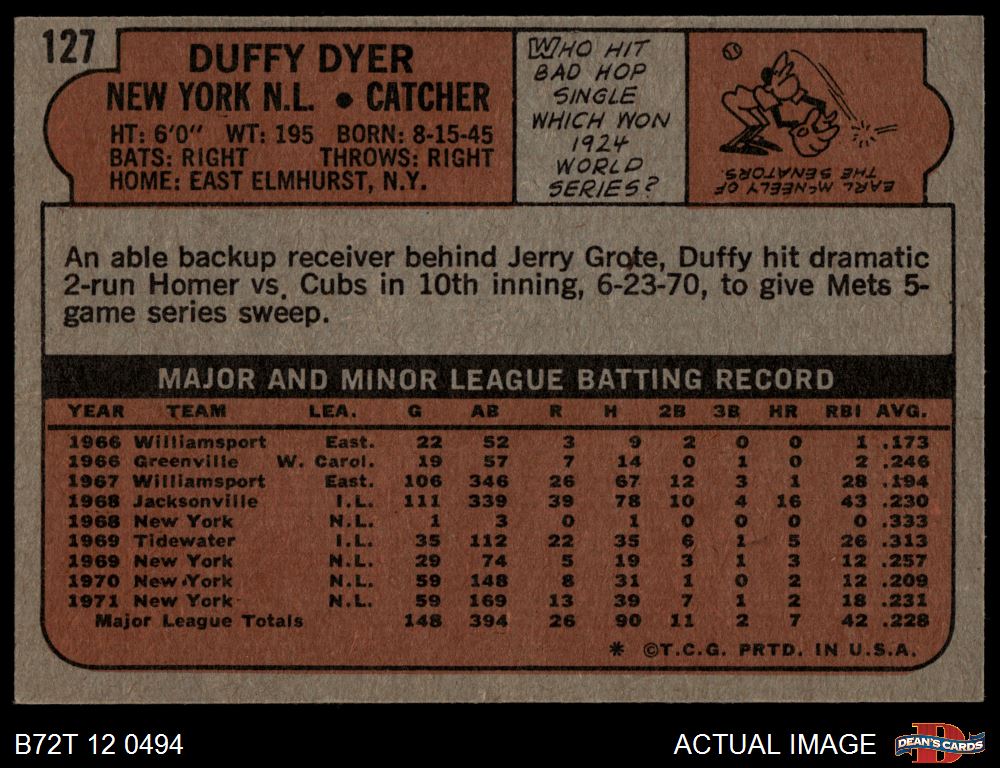 127
DUFFY DYER
NEW YORK N.L. • CATCHER
HT: 6'0" WT: 195 BORN: 8-15-45
BATS: RIGHT THROWS: RIGHT
HOME: EAST ELMHURST, N.Y.
WHO HIT
BAD HOP
SINGLE
WHICH WON
1924
WORLD
SERIES?
EARL McNEELY OF
THE SENATORS.
An able backup receiver behind Jerry Grote, Duffy hit dramatic
2-run Homer vs. Cubs in 10th inning, 6-23-70, to give Mets 5-
game series sweep.
MAJOR AND MINOR LEAGUE BATTING RECORD
YEAR TEAM LEA. G AB R H 2B 3B HR RBI AVG.
1966 Williamsport East. 22 52 3 9 2 0 0 1 .173
1966 Greenville W. Carol. 19 57 7 14 0 1 0 2 .246
1967 Williamsport East. 106 346 26 67 12 3 1 28 .194
1968 Jacksonville I.L. 111 339 39 78 10 4 16 43 .230
1968 New York N.L. 1 3 0 1 0 0 0 0 .333
1969 Tidewater I.L. 35 112 22 35 6 1 5 26 .313
1969 New York N.L. 29 74 5 19 3 1 3 12 .257
1970 New York N.L. 59 148 8 31 1 0 2 12 .209
1971 New York N.L. 59 169 13 39 7 1 2 18 .231
Major League Totals 148 394 26 90 11 2 7 42 .228
* ©T.C.G. PRTD. IN U.S.A.
B72T 12 0494
ACTUAL IMAGE
D
DEAN'S CARDS